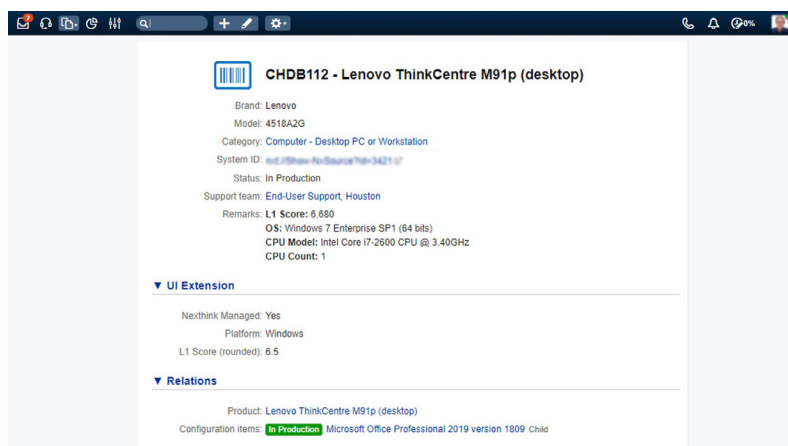 7
0%
CHDB112 - Lenovo ThinkCentre M91p (desktop)
Brand: Lenovo
Model: 4518A2G
Category: Computer - Desktop PC or Workstation
System ID:
Status: In Production
Support team: End-User Support, Houston
Remarks: L1 Score: 6.680
OS: Windows 7 Enterprise SP1 (64 bits)
CPU Model: Intel Core i7-2600 CPU @ 3.40GHz
CPU Count: 1
▼ UI Extension
Nexthink Managed: Yes
Platform: Windows
L1 Score (rounded): 6.5
▼ Relations
Product: Lenovo ThinkCentre M91p (desktop)
Configuration items: In Production Microsoft Office Professional 2019 version 1809 Child